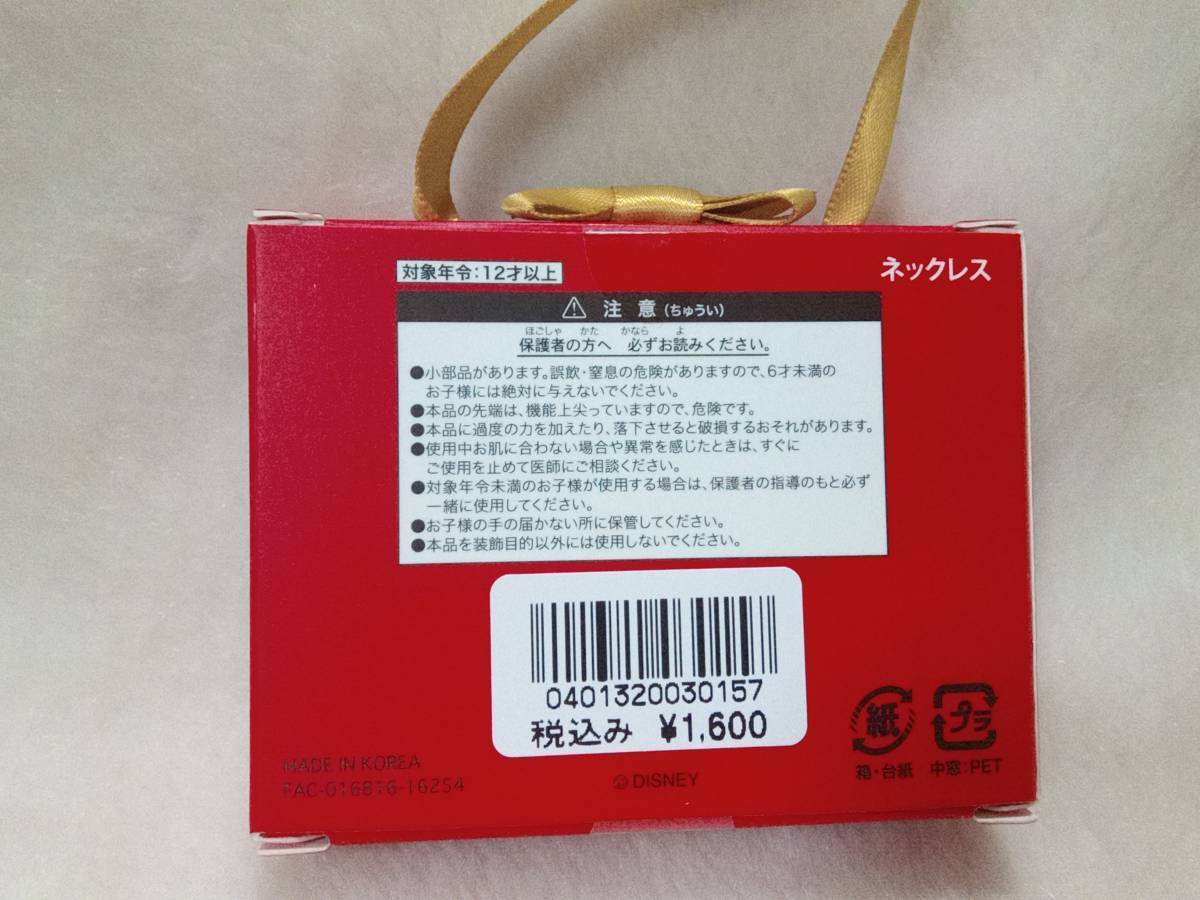 対象年令:12才以上
ネックレス
注 意(ちゅうい)
ほごしゃ かた かなら よ
保護者の方へ 必ずお読みください。
●小部品があります。誤飲・窒息の危険がありますので、6才未満の
お子様には絶対に与えないでください。
●本品の先端は、機能上尖っていますので、危険です。
●本品に過度の力を加えたり、落下させると破損するおそれがあります。
●使用中お肌に合わない場合や異常を感じたときは、すぐに
ご使用を止めて医師にご相談ください。
●対象年令未満のお子様が使用する場合は、保護者の指導のもと必ず
一緒に使用してください。
●お子様の手の届かない所に保管してください。
●本品を装飾目的以外には使用しないでください。
0401320030157
税込み ¥1,600
紙
プラ
箱・台紙 中窓:PET
MADE IN KOREA
FAC-016816-16254
© DISNEY